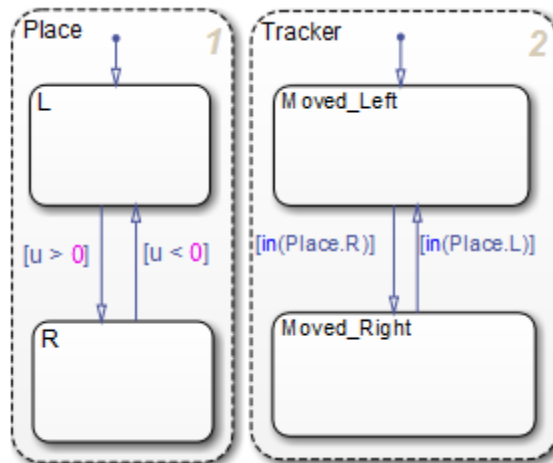 Place
1
L
[u > 0]
[u < 0]
R
Tracker
2
Moved_Left
[in(Place.R)]
[in(Place.L)]
Moved_Right